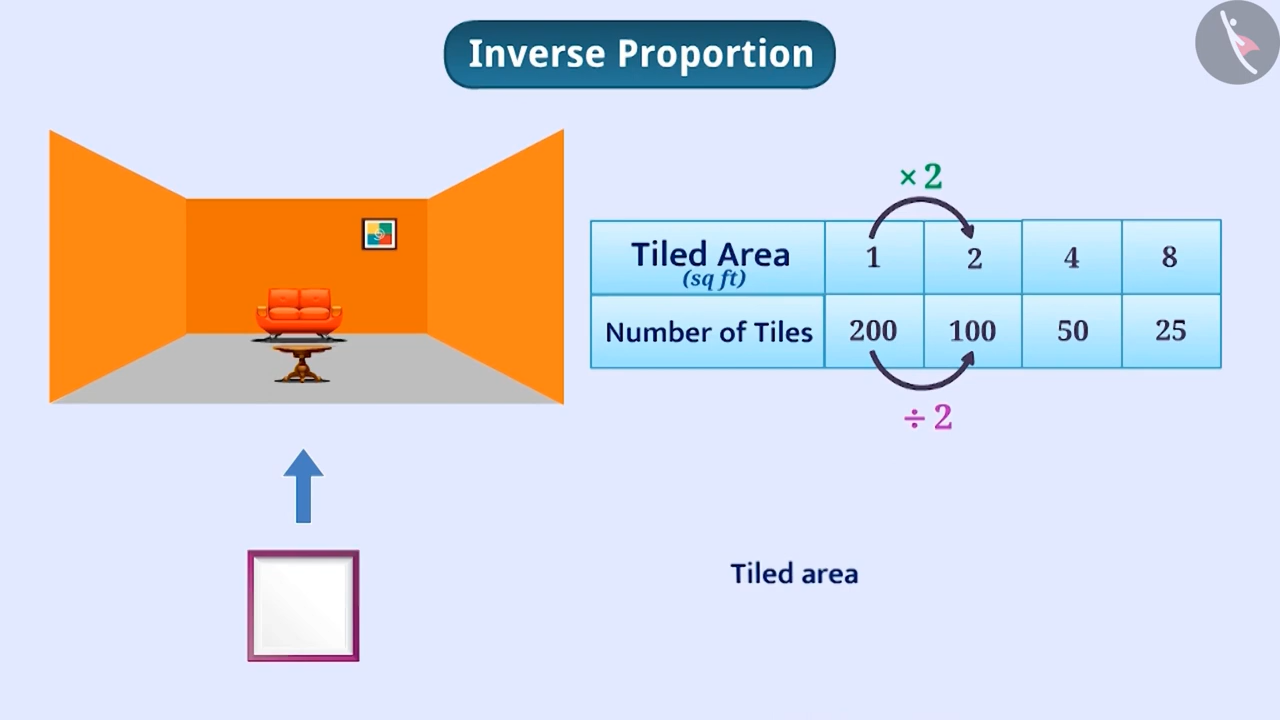 Inverse Proportion
× 2
Tiled Area 1 2 4 8
(sq ft)
Number of Tiles 200 100 50 25
÷ 2
Tiled area